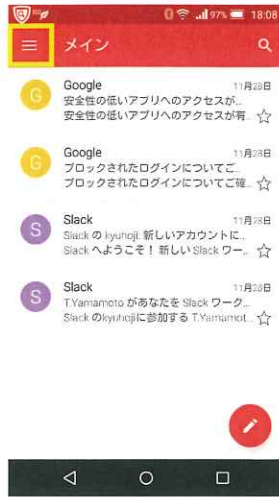 97% 18:08
メイン
G Google 11月28日
安全性の低いアプリへのアクセスが...
安全性の低いアプリへのアクセスが有...
G Google 11月28日
ブロックされたログインについてご...
ブロックされたログインについてご確...
S Slack 11月28日
Slack の kyuhoji: 新しいアカウントに...
Slack へようこそ！ 新しい Slack ワー...
S Slack 11月28日
T.Yamamoto があなたを Slack ワーク...
Slack のkyuhojiに参加する T.Yamamot...